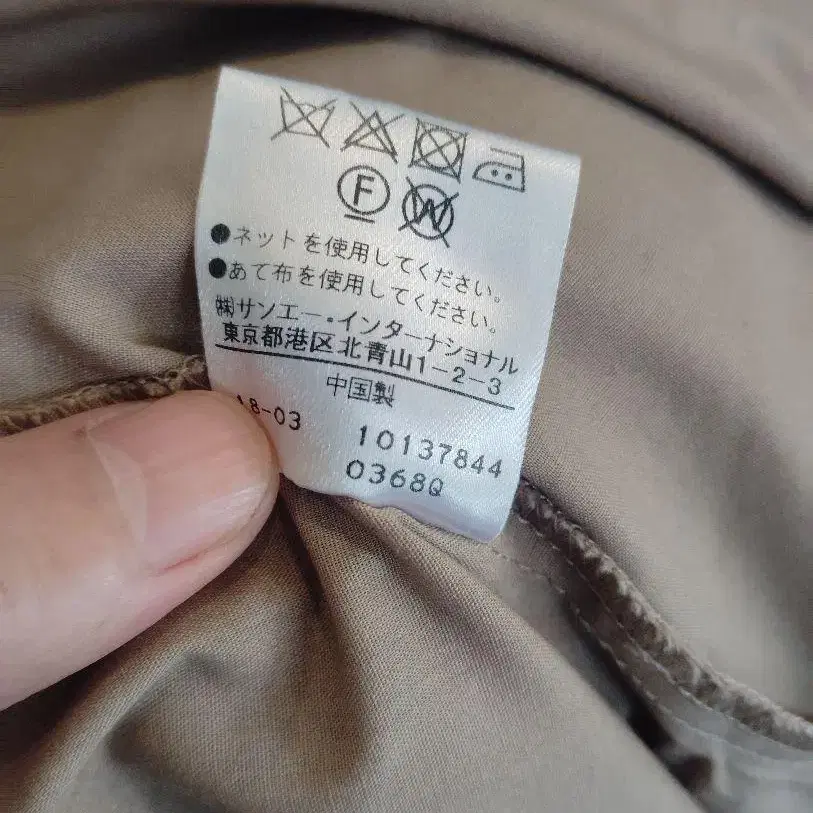 F W
●ネットを使用してください。
●あて布を使用してください。
㈱サンエー・インターナショナル
東京都港区北青山1-2-3
中国製
A8-03
10137844
0368Q